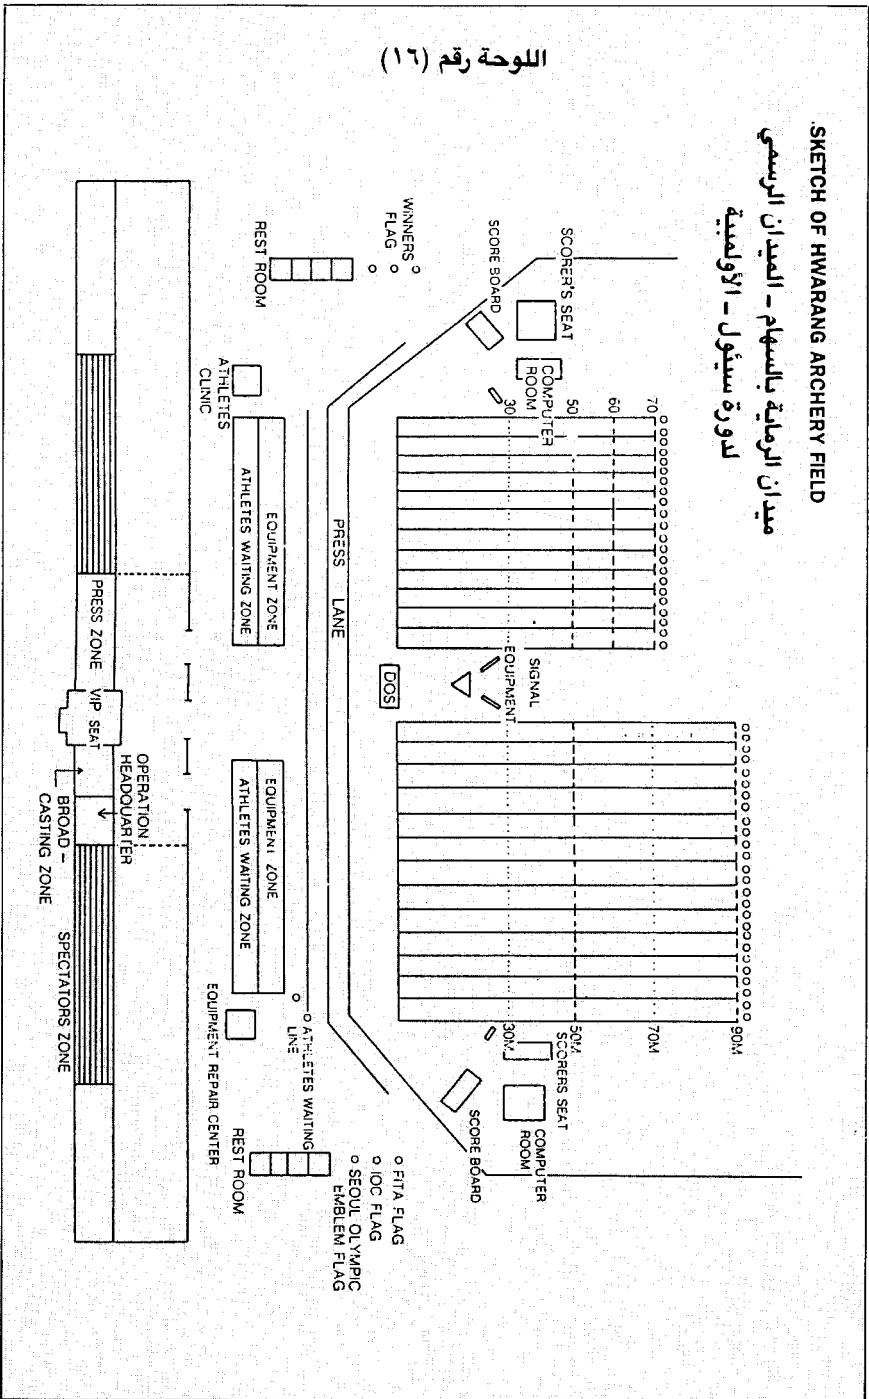 اللوحة رقم (١٦)
.SKETCH OF HWARANG ARCHERY FIELD
ميدان الرماية بالسهام - الميدان الرسمي
لدورة سيئول - الأولمبية
WINNERS
FLAG
REST ROOM
SCORE BOARD
SCORER'S SEAT
COMPUTER
ROOM
30
50
60
70
ATHLETES
CLINIC
EQUIPMENT ZONE
ATHLETES WAITING ZONE
PRESS LANE
SIGNAL
EQUIPMENT
DOS
PRESS ZONE
VIP SEAT
OPERATION
HEADQUARTER
BROAD-
CASTING ZONE
SPECTATORS ZONE
EQUIPMENT ZONE
ATHLETES WAITING ZONE
EQUIPMENT REPAIR CENTER
ATHLETES WAITING
LINE
REST ROOM
30M
50M
70M
90M
SCORERS SEAT
COMPUTER
ROOM
SCORE BOARD
FITA FLAG
IOC FLAG
SEOUL OLYMPIC
EMBLEM FLAG